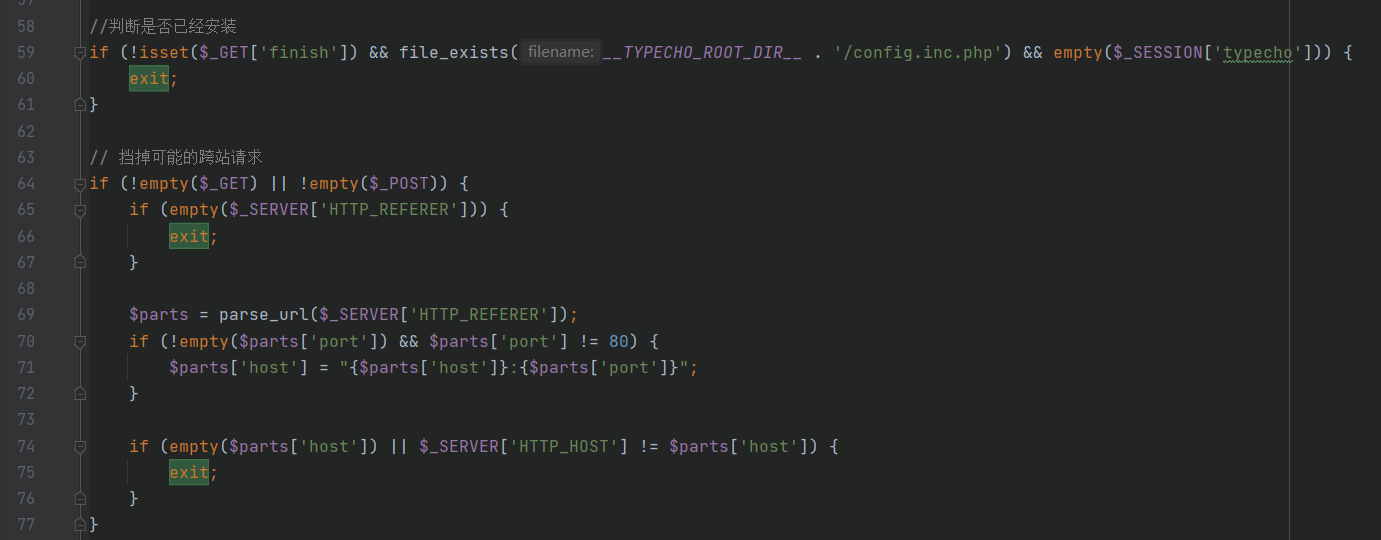 57
58 //判断是否已经安装
59 if (!isset($_GET['finish']) && file_exists( filename: __TYPECHO_ROOT_DIR__ . '/config.inc.php') && empty($_SESSION['typecho'])) {
60 exit;
61 }
62
63 // 挡掉可能的跨站请求
64 if (!empty($_GET) || !empty($_POST)) {
65 if (empty($_SERVER['HTTP_REFERER'])) {
66 exit;
67 }
68
69 $parts = parse_url($_SERVER['HTTP_REFERER']);
70 if (!empty($parts['port']) && $parts['port'] != 80) {
71 $parts['host'] = "{$parts['host']}:{$parts['port']}";
72 }
73
74 if (empty($parts['host']) || $_SERVER['HTTP_HOST'] != $parts['host']) {
75 exit;
76 }
77 }